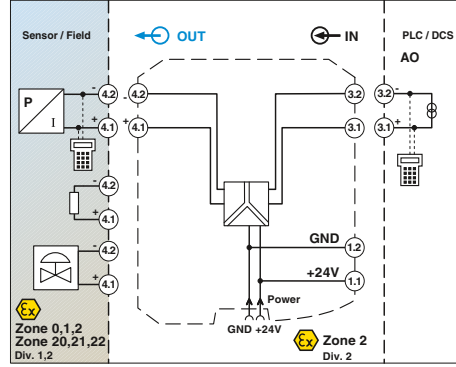 Sensor / Field
OUT
IN
PLC / DCS
AO
P
I
-
4.2
+
4.1
-
4.2
+
4.1
3.2
3.1
3.2
-
3.1
+
-
4.2
+
4.1
-
4.2
+
4.1
GND
1.2
+24V
1.1
Power
GND +24V
Ex
Zone 0,1,2
Zone 20,21,22
Div. 1,2
Ex
Zone 2
Div. 2